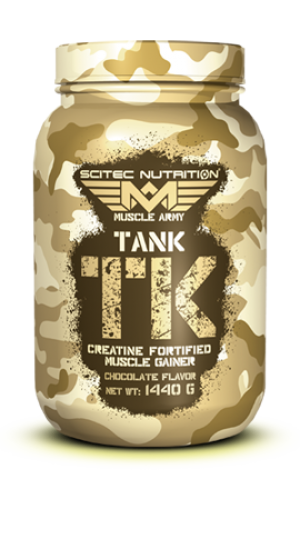 SCITEC NUTRITION
MUSCLE ARMY
TANK
TK
CREATINE FORTIFIED
MUSCLE GAINER
CHOCOLATE FLAVOR
NET WT: 1440 G